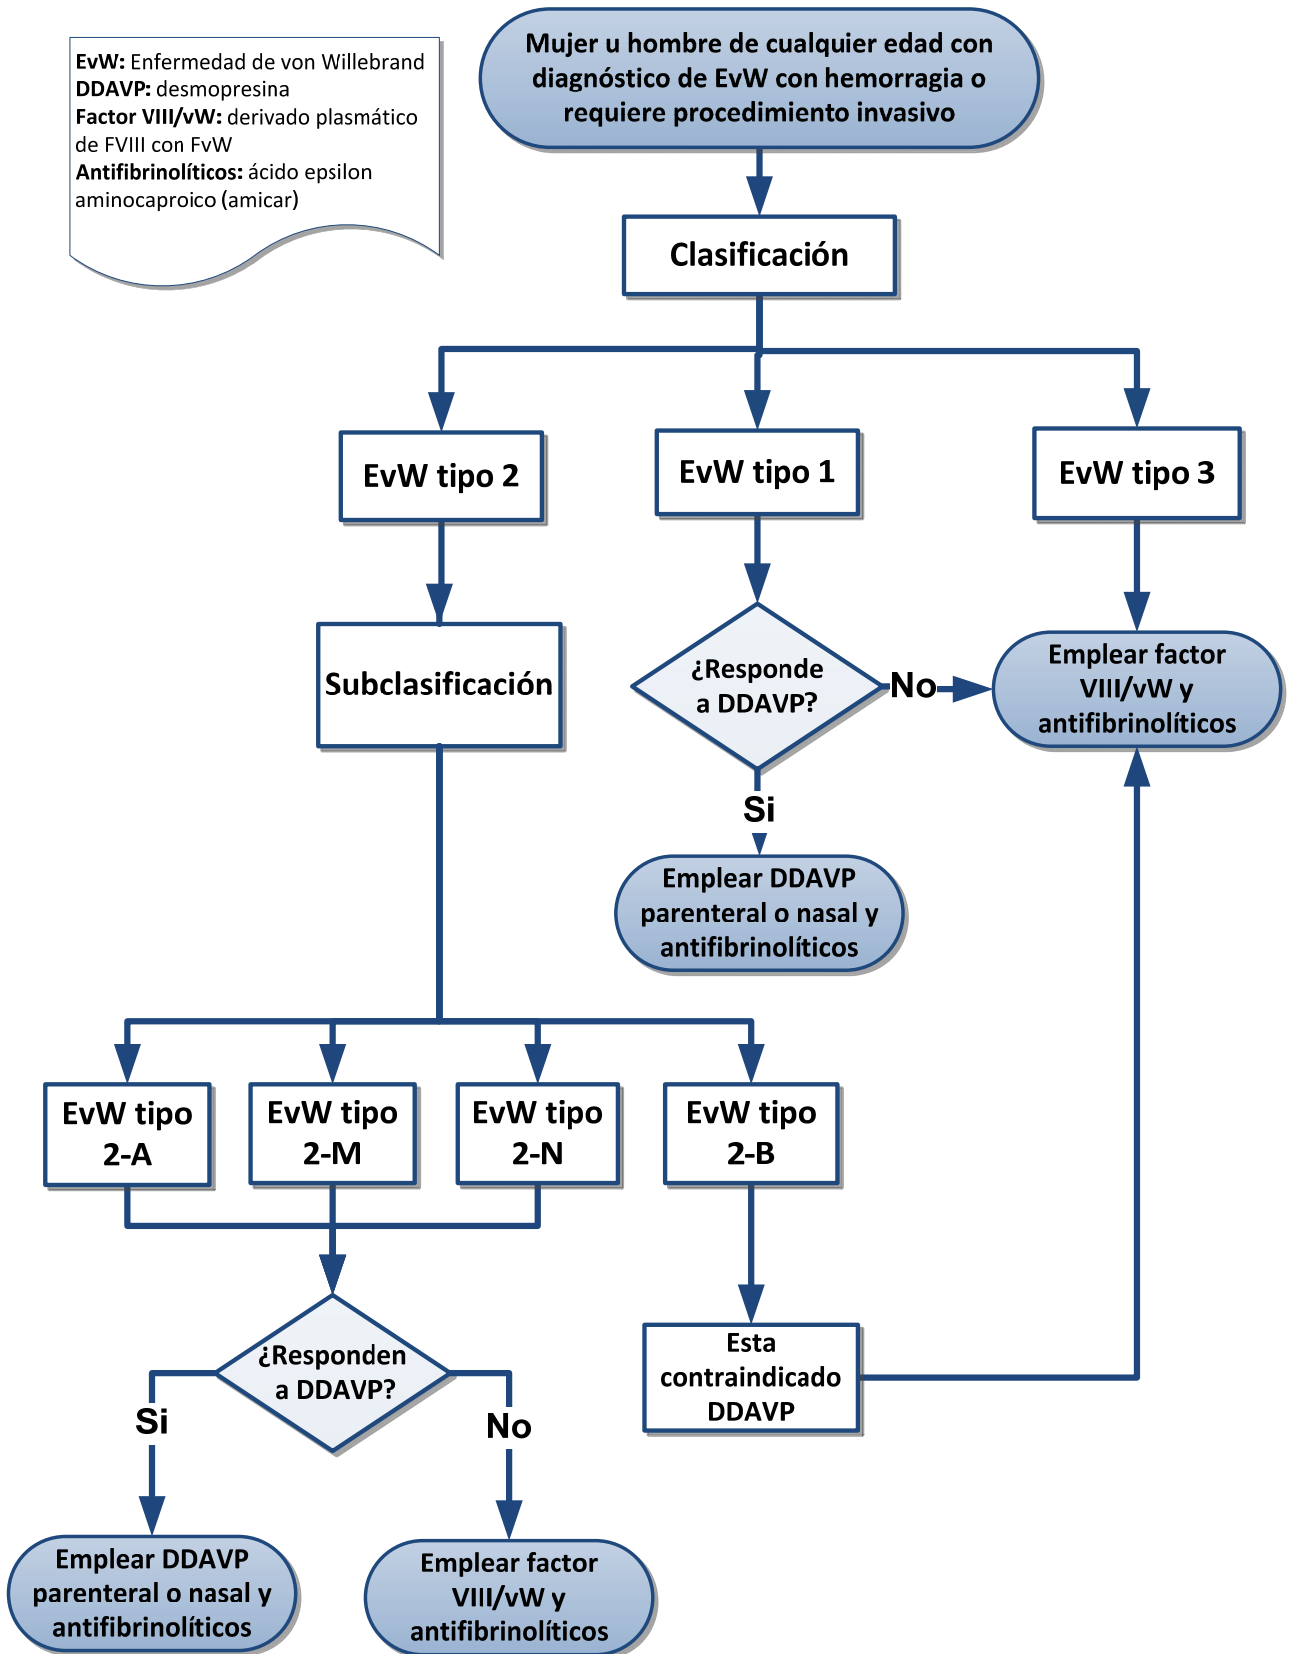 EvW: Enfermedad de von Willebrand
DDAVP: desmopresina
Factor VIII/vW: derivado plasmático
de FVIII con FvW
Antifibrinolíticos: ácido epsilon
aminocaproico (amicar)
Mujer u hombre de cualquier edad con
diagnóstico de EvW con hemorragia o
requiere procedimiento invasivo
Clasificación
EvW tipo 2
EvW tipo 1
EvW tipo 3
Subclasificación
¿Responde
a DDAVP?
No
Emplear factor
VIII/vW y
antifibrinolíticos
Si
Emplear DDAVP
parenteral o nasal y
antifibrinolíticos
EvW tipo
2-A
EvW tipo
2-M
EvW tipo
2-N
EvW tipo
2-B
¿Responden
a DDAVP?
Esta
contraindicado
DDAVP
Si
No
Emplear DDAVP
parenteral o nasal y
antifibrinolíticos
Emplear factor
VIII/vW y
antifibrinolíticos